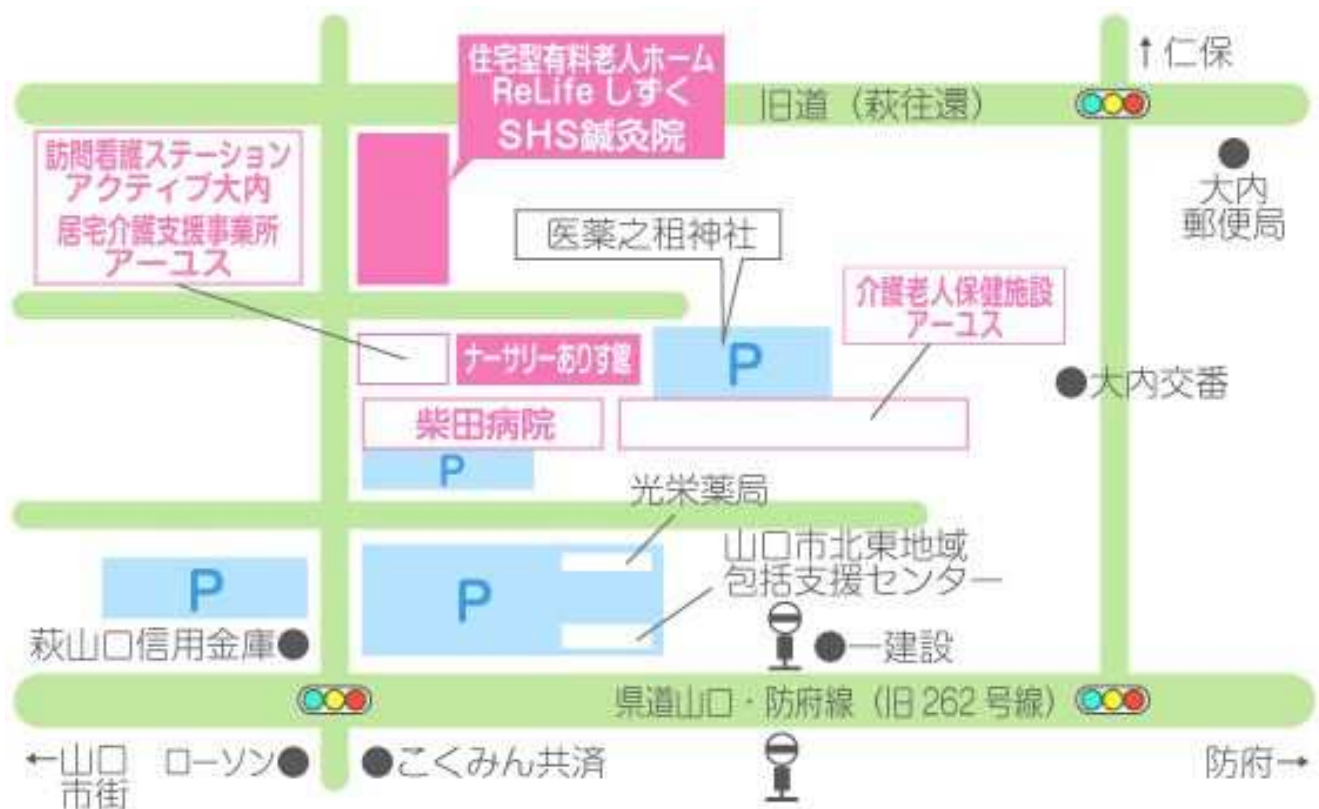 住宅型有料老人ホーム
ReLife しずく
SHS鍼灸院
↑仁保
旧道（萩往還）
訪問看護ステーション
アクティブ大内
居宅介護支援事業所
アーユス
医薬之祖神社
大内
郵便局
介護老人保健施設
アーユス
ナーサリーありす館
P
●大内交番
柴田病院
P
光栄薬局
山口市北東地域
包括支援センター
P
P
萩山口信用金庫●
●一建設
県道山口・防府線（旧262号線）
←山口
市街
ローソン●
●こくみん共済
防府→